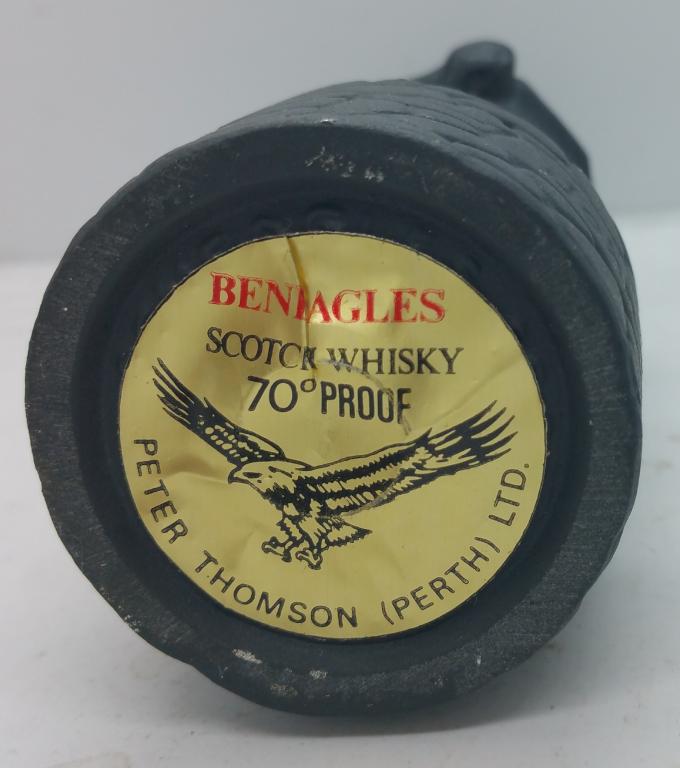 BENEAGLES
SCOTCH WHISKY
70° PROOF
PETER THOMSON (PERTH) LTD.